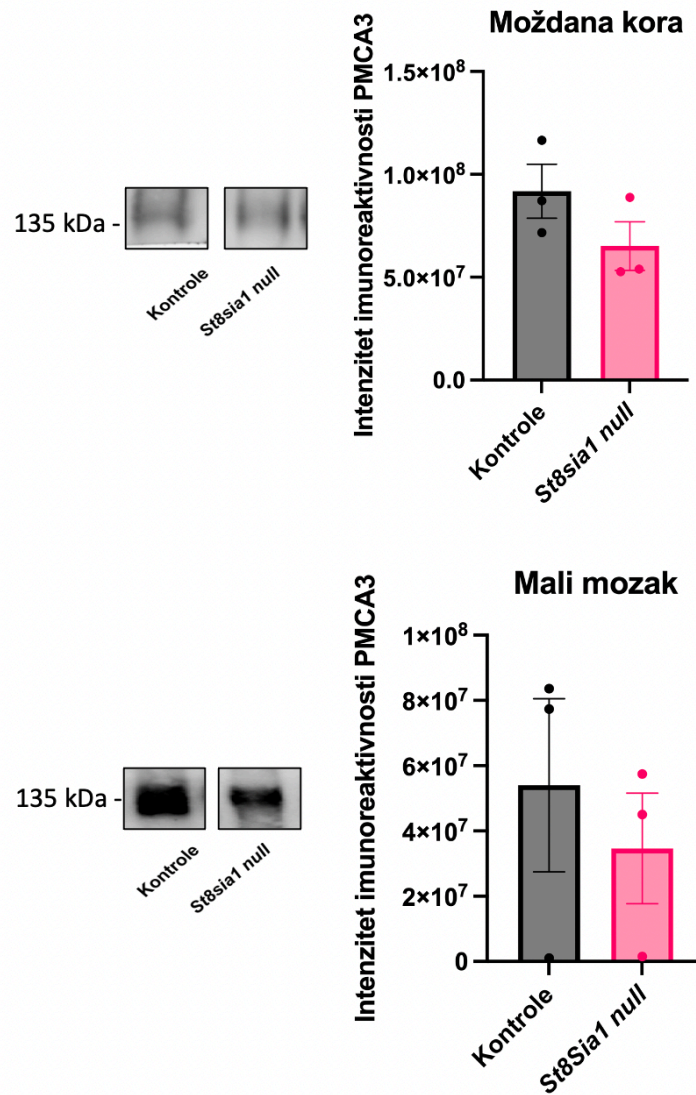 Moždana kora
Intenzitet imunoreaktivnosti PMCA3
1.5×10⁸
1.0×10⁸
5.0×10⁷
0.0
135 kDa -
Kontrole
St8sia1 null
Kontrole
St8sia1 null
Mali mozak
Intenzitet imunoreaktivnosti PMCA3
1×10⁸
8×10⁷
6×10⁷
4×10⁷
2×10⁷
0
135 kDa -
Kontrole
St8sia1 null
Kontrole
St8Sia1 null